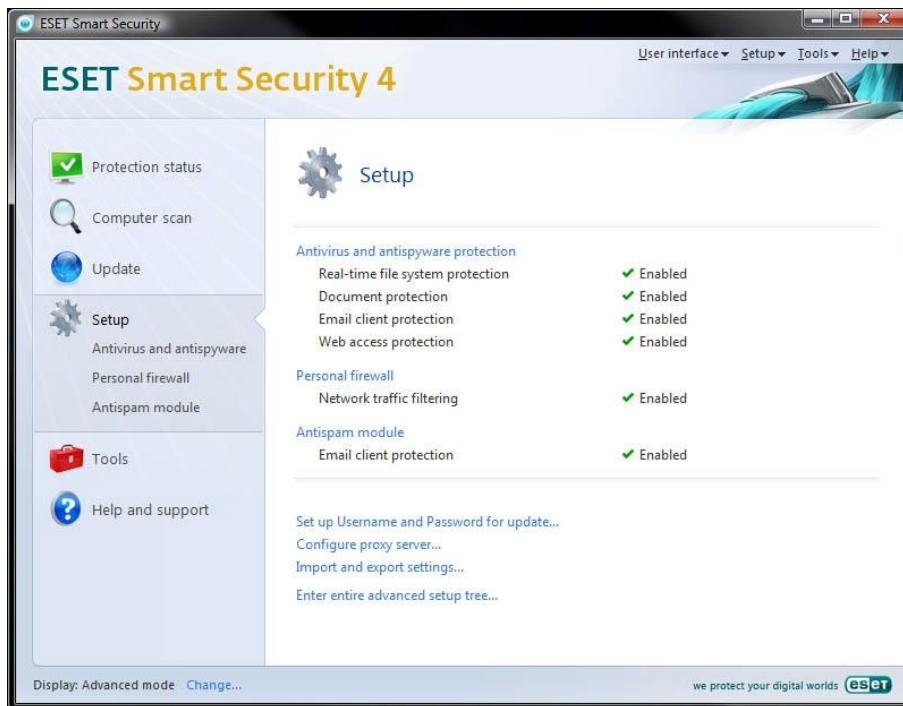 ESET Smart Security
User interface Setup Tools Help
ESET Smart Security 4
Protection status
Computer scan
Update
Setup
Antivirus and antispyware
Personal firewall
Antispam module
Tools
Help and support
Setup
Antivirus and antispyware protection
Real-time file system protection Enabled
Document protection Enabled
Email client protection Enabled
Web access protection Enabled
Personal firewall
Network traffic filtering Enabled
Antispam module
Email client protection Enabled
Set up Username and Password for update...
Configure proxy server...
Import and export settings...
Enter entire advanced setup tree...
Display: Advanced mode Change...
we protect your digital worlds eset